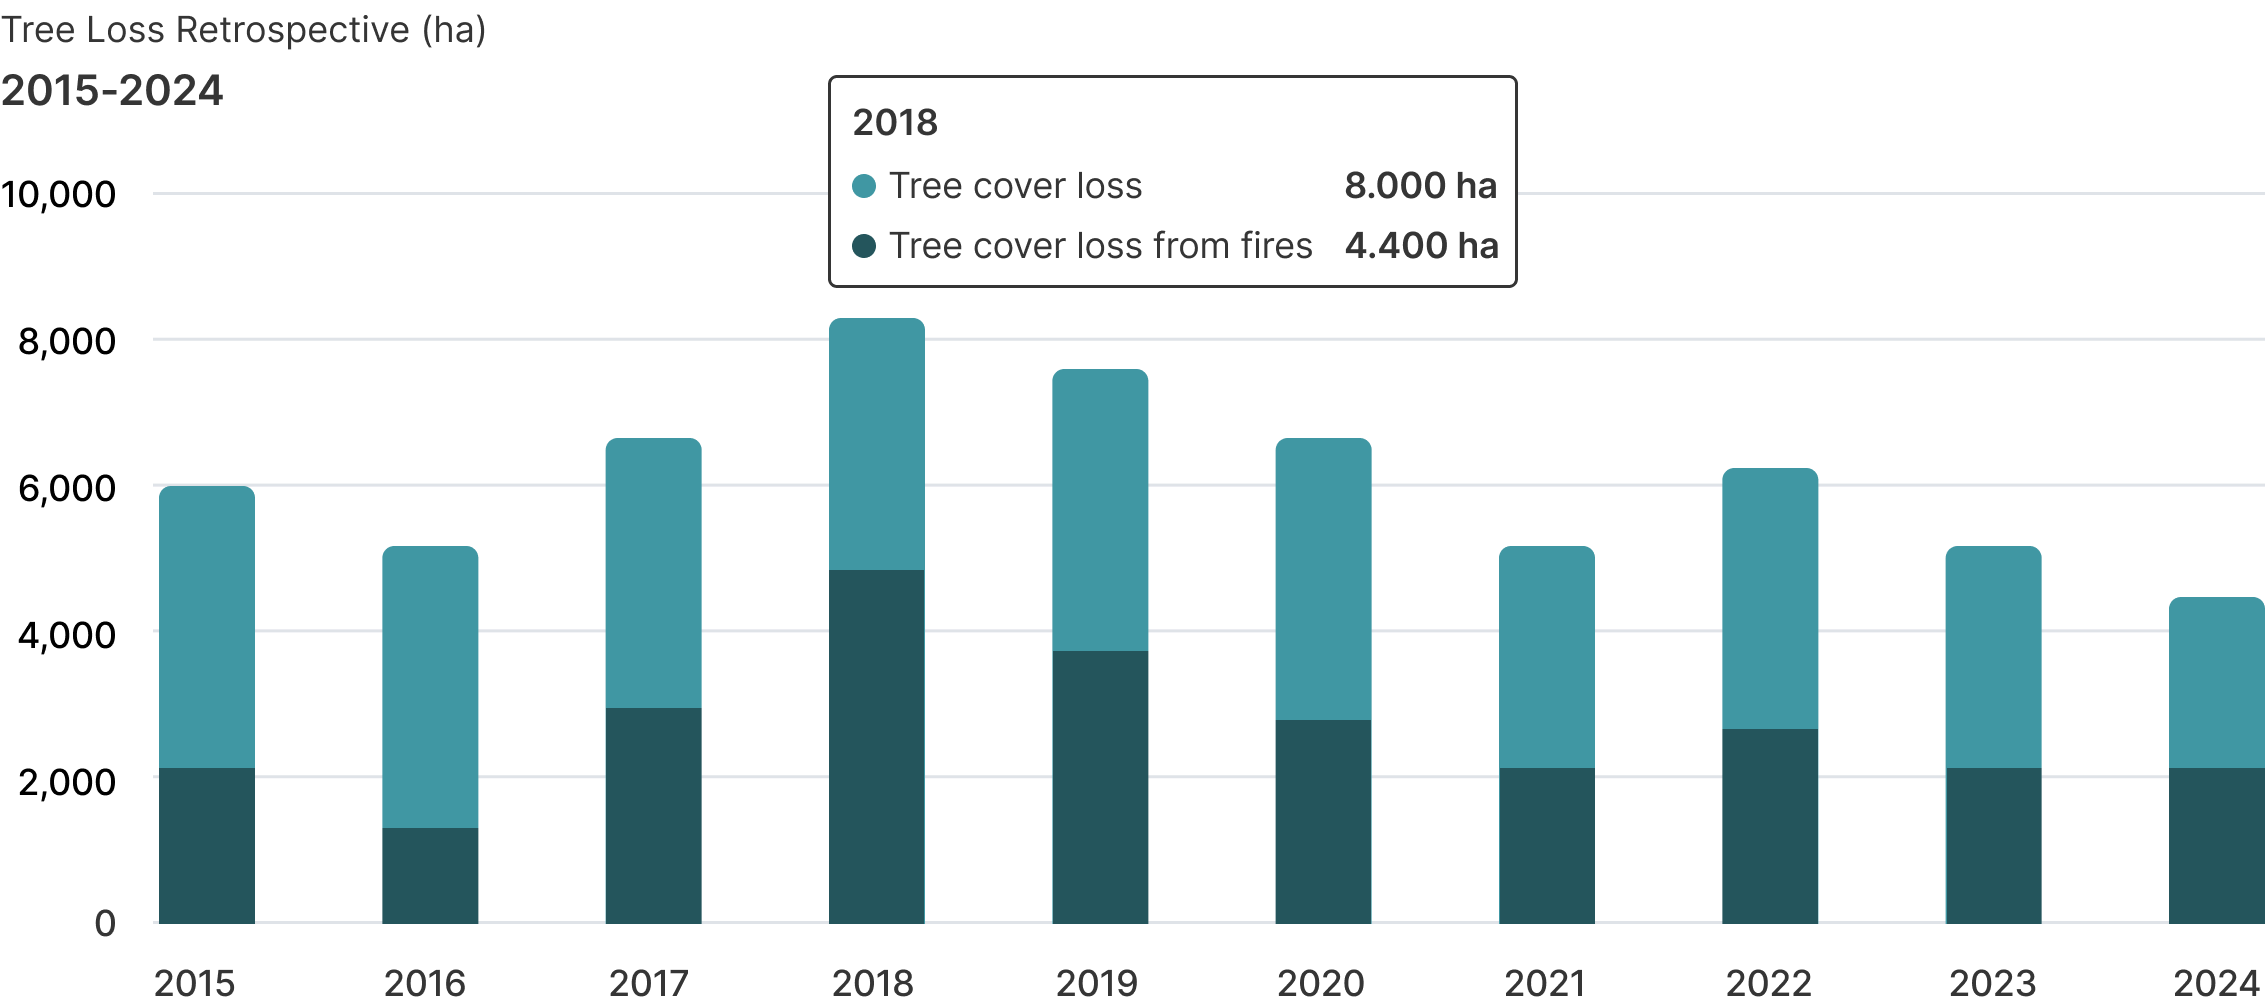 Tree Loss Retrospective (ha)
2015-2024
2018
Tree cover loss 8.000 ha
Tree cover loss from fires 4.400 ha
10,000
8,000
6,000
4,000
2,000
0
2015 2016 2017 2018 2019 2020 2021 2022 2023 2024